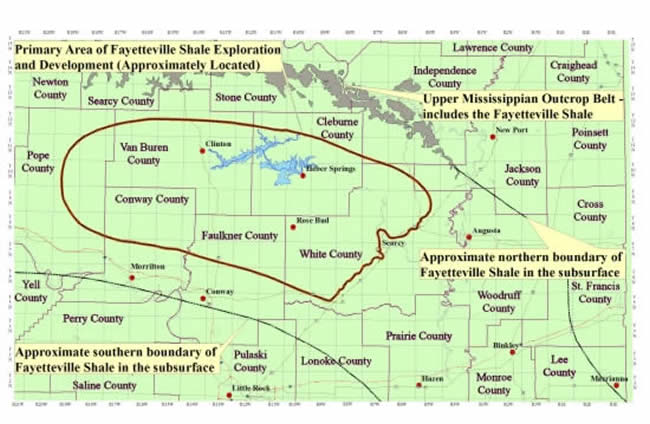 Primary Area of Fayetteville Shale Exploration
and Development (Approximately Located)
Lawrence County
Independence
County
Craighead
County
Newton
County
Searcy County
Stone County
Upper Mississippian Outcrop Belt -
includes the Fayetteville Shale
Cleburne
County
New Port
Poinsett
County
Van Buren
County
Clinton
Pope
County
Heber Springs
Jackson
County
Conway County
Cross
County
Rose Bud
Faulkner County
White County
Searcy
Augusta
Approximate northern boundary of
Fayetteville Shale in the subsurface
Morrilton
Yell
County
Conway
St. Francis
County
Woodruff
County
Perry County
Prairie County
Brinkley
Approximate southern boundary of
Fayetteville Shale in the subsurface
Pulaski
County
Lonoke County
Lee
County
Saline County
Little Rock
Hazen
Monroe
County
Marianna